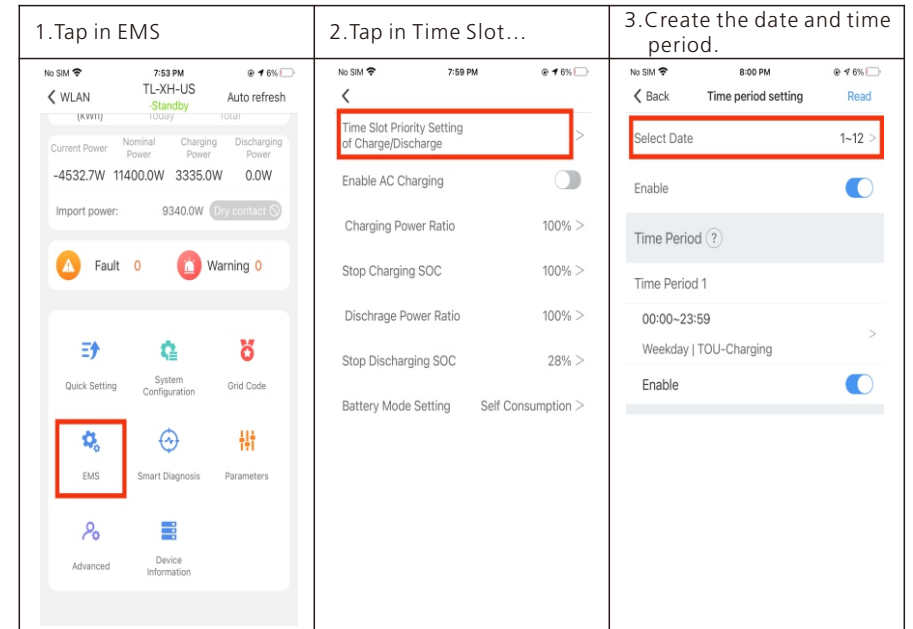 1.Tap in EMS
2.Tap in Time Slot...
3.Create the date and time
period.
No SIM 7:53 PM 6%
WLAN TL-XH-US Auto refresh
·Standby
(kWh) Today Total
Current Power Nominal Power Charging Power Discharging Power
-4532.7W 11400.0W 3335.0W 0.0W
Import power: 9340.0W Dry contact
Fault 0 Warning 0
Quick Setting System Configuration Grid Code
EMS Smart Diagnosis Parameters
Advanced Device Information
No SIM 7:59 PM 6%
Time Slot Priority Setting
of Charge/Discharge >
Enable AC Charging
Charging Power Ratio 100% >
Stop Charging SOC 100% >
Dischrage Power Ratio 100% >
Stop Discharging SOC 28% >
Battery Mode Setting Self Consumption >
No SIM 8:00 PM 6%
Back Time period setting Read
Select Date 1~12 >
Enable
Time Period ?
Time Period 1
00:00~23:59
Weekday | TOU-Charging >
Enable